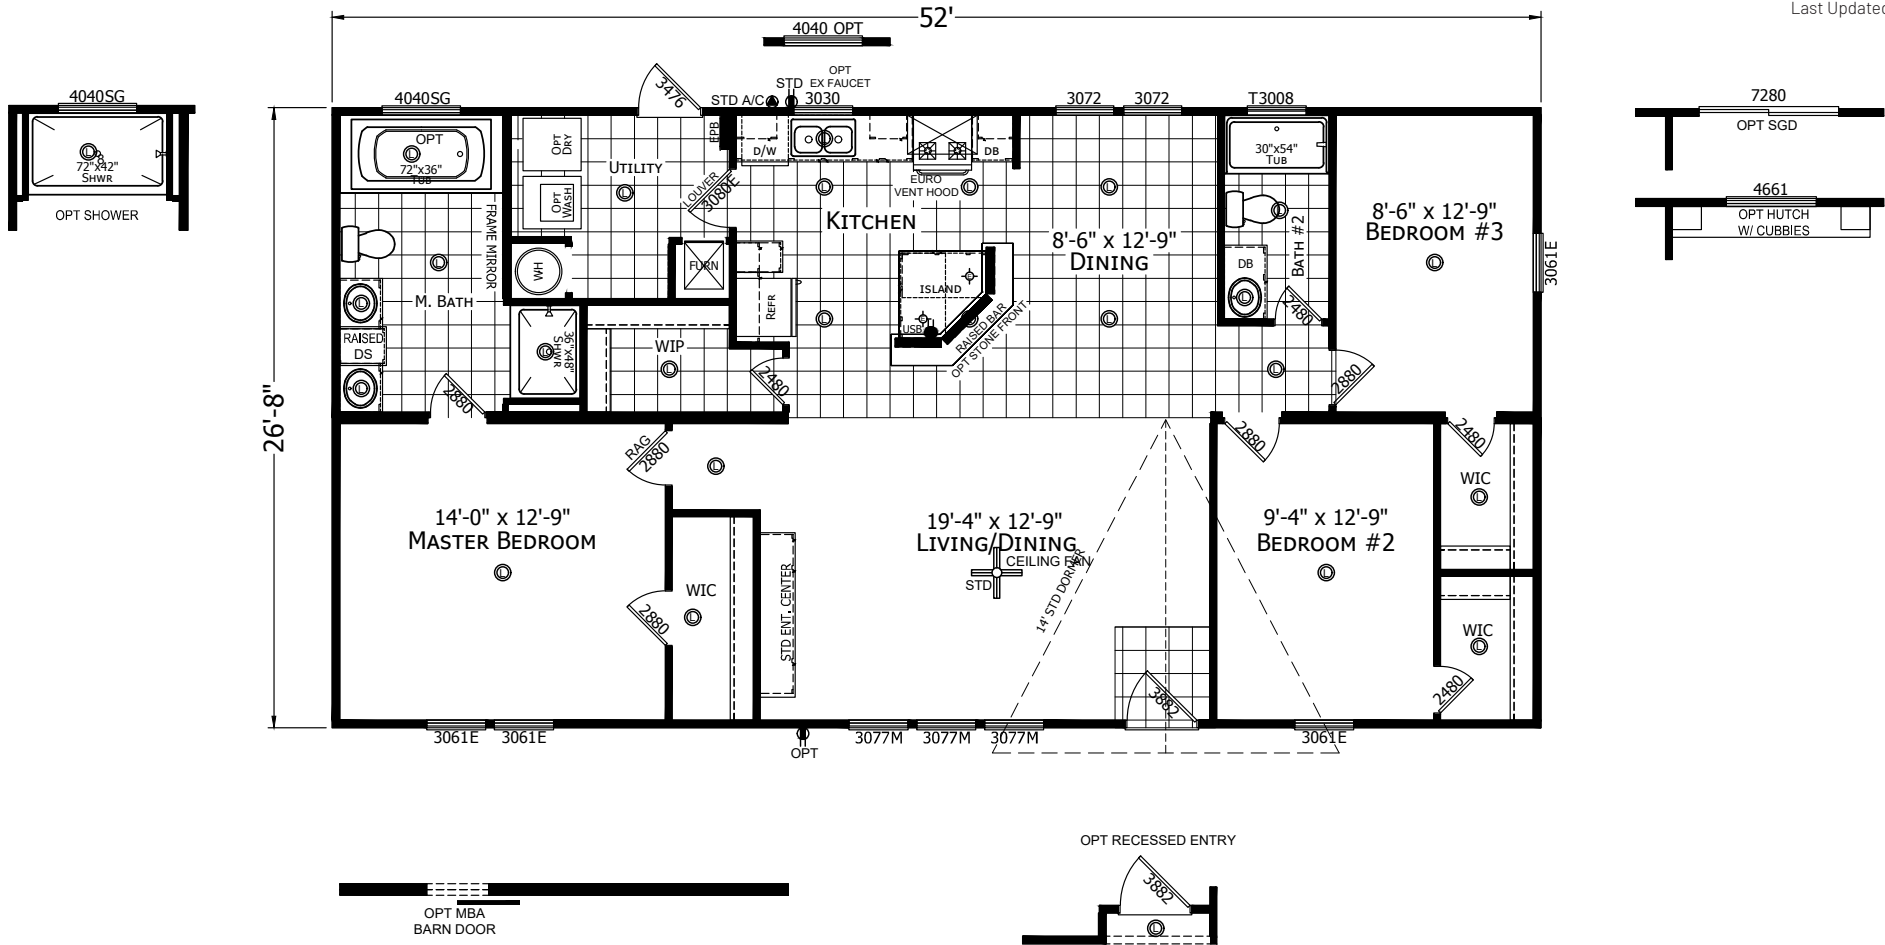 Last Updated
52'
4040 OPT
OPT
EX FAUCET
STD
STD A/C
4040SG
4040SG
3476
3030
3072
3072
T3008
7280
OPT SGD
72"x42"
SHWR
OPT SHOWER
OPT
72"x36"
TUB
OPT
DRY
OPT
WASH
UTILITY
EPB
D/W
LOUVER
3080E
EURO
VENT HOOD
DB
30"x54"
TUB
4661
OPT HUTCH
W/ CUBBIES
FRAME MIRROR
KITCHEN
8'-6" x 12'-9"
DINING
BATH #2
DB
2480
8'-6" x 12'-9"
BEDROOM #3
3061E
WH
FURN
REFR
ISLAND
USB
RAISED BAR
OPT STONE FRONT
M. BATH
RAISED
DS
36"x48"
SHWR
WIP
2480
2880
2880
26'-8"
RAG
2880
2880
2480
WIC
14'-0" x 12'-9"
MASTER BEDROOM
19'-4" x 12'-9"
LIVING/DINING
CEILING FAN
STD
9'-4" x 12'-9"
BEDROOM #2
WIC
2880
STD ENT. CENTER
14' STD DORMER
WIC
2480
3882
3061E
3061E
OPT
3077M
3077M
3077M
3061E
OPT RECESSED ENTRY
3882
OPT MBA
BARN DOOR